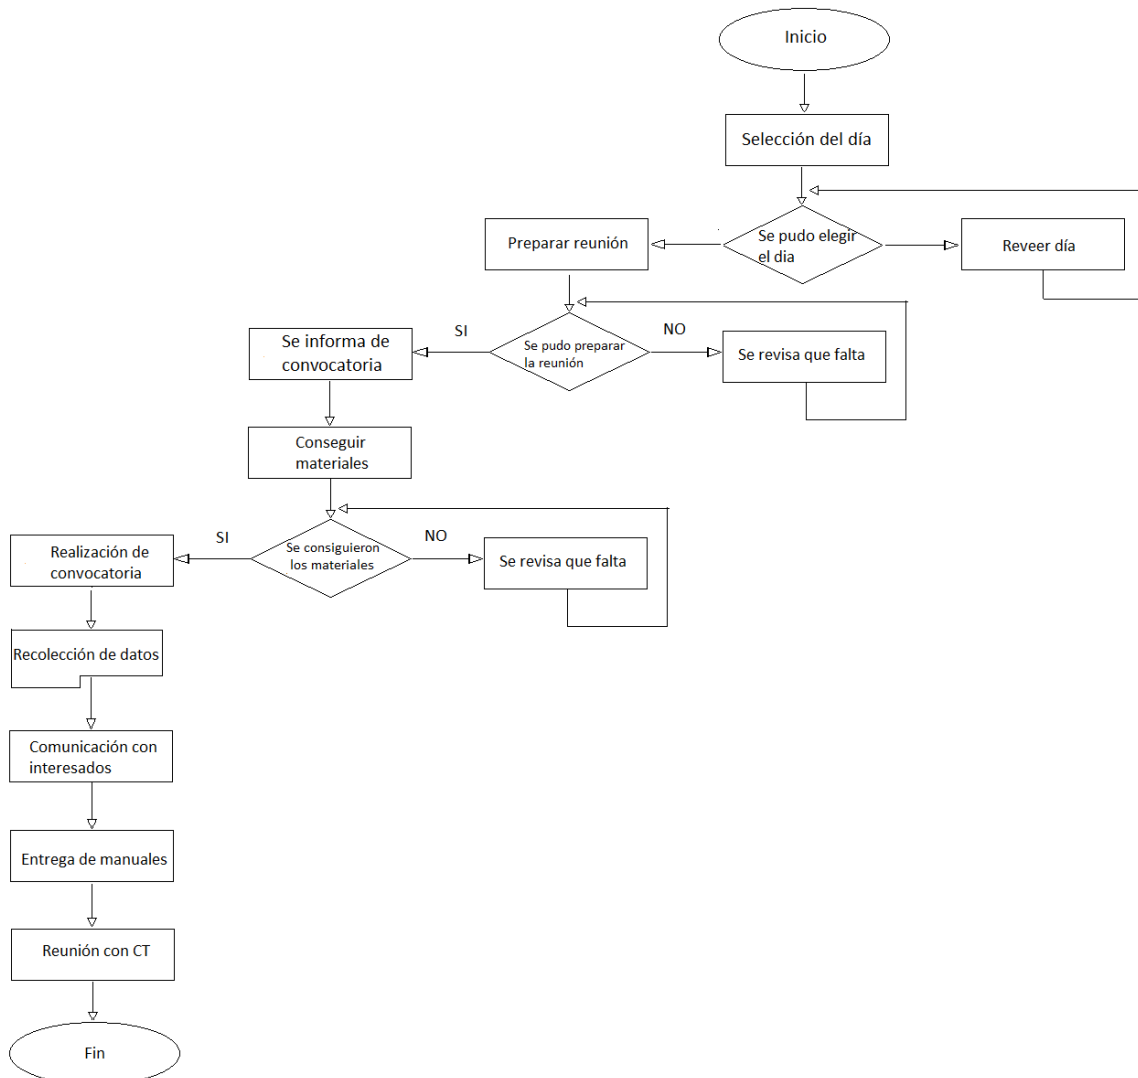 Inicio
Selección del día
Se pudo elegir
el dia
Preparar reunión
Reveer día
SI
NO
Se informa de
convocatoria
Se pudo preparar
la reunión
Se revisa que falta
Conseguir
materiales
SI
NO
Realización de
convocatoria
Se consiguieron
los materiales
Se revisa que falta
Recolección de datos
Comunicación con
interesados
Entrega de manuales
Reunión con CT
Fin